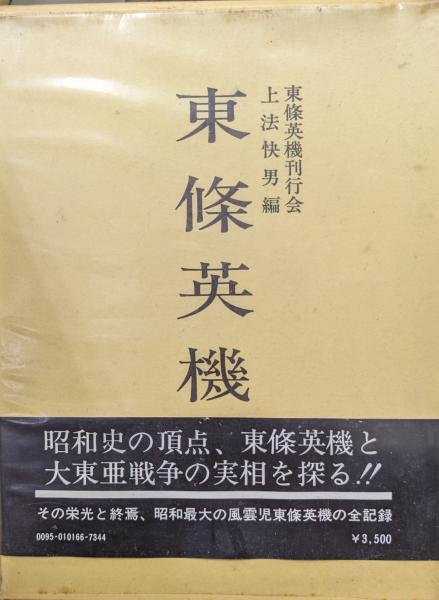 東條英機刊行会
上法快男編
東條英機
昭和史の頂点、東條英機と
大東亜戦争の実相を探る!!
その栄光と終焉、昭和最大の風雲児東條英機の全記録
0095-010166-7344
¥3,500